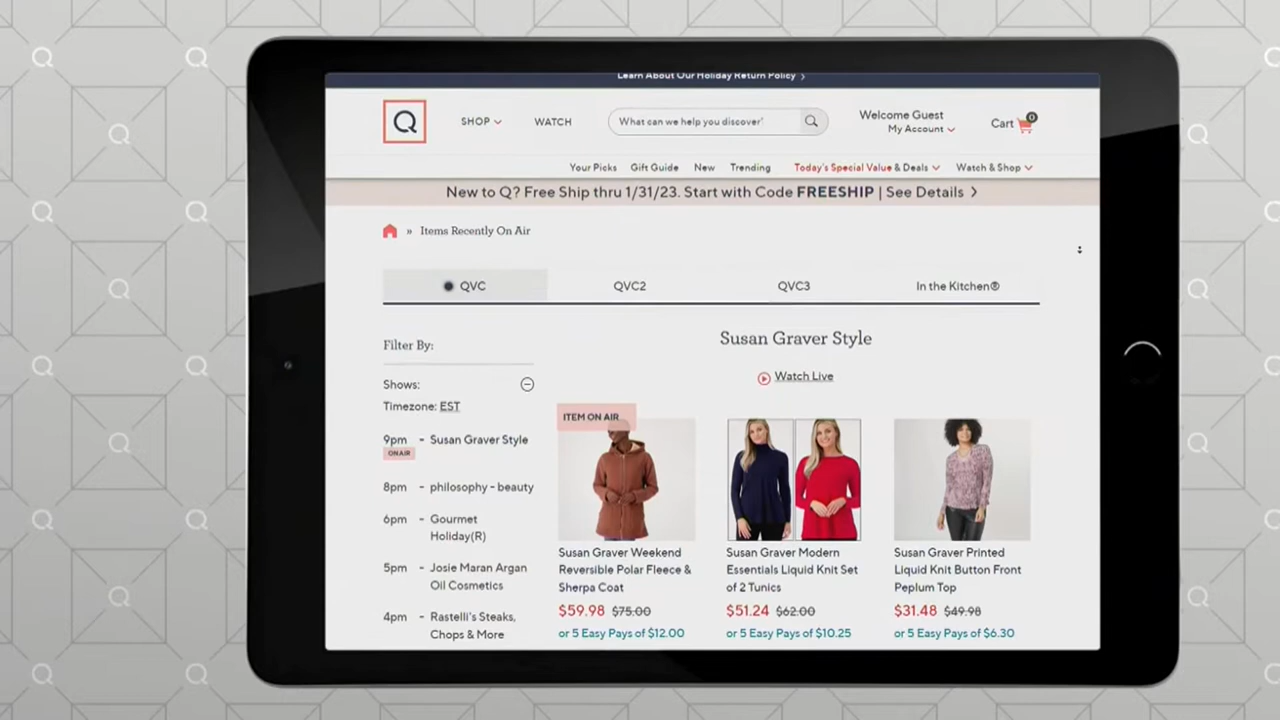 Learn About Our Holiday Return Policy >
Q SHOP WATCH What can we help you discover? Welcome Guest
My Account
Cart 0
Your Picks Gift Guide New Trending Today's Special Value & Deals Watch & Shop
New to Q? Free Ship thru 1/31/23. Start with Code FREESHIP | See Details >
» Items Recently On Air
QVC QVC2 QVC3 In the Kitchen®
Susan Graver Style
Watch Live
Filter By:
Shows:
Timezone: EST
9pm - Susan Graver Style
ON AIR
8pm - philosophy - beauty
6pm - Gourmet
Holiday(R)
5pm - Josie Maran Argan
Oil Cosmetics
4pm - Rastelli's Steaks,
Chops & More
ITEM ON AIR
Susan Graver Weekend
Reversible Polar Fleece &
Sherpa Coat
$59.98 $75.00
or 5 Easy Pays of $12.00
Susan Graver Modern
Essentials Liquid Knit Set
of 2 Tunics
$51.24 $62.00
or 5 Easy Pays of $10.25
Susan Graver Printed
Liquid Knit Button Front
Peplum Top
$31.48 $49.98
or 5 Easy Pays of $6.30